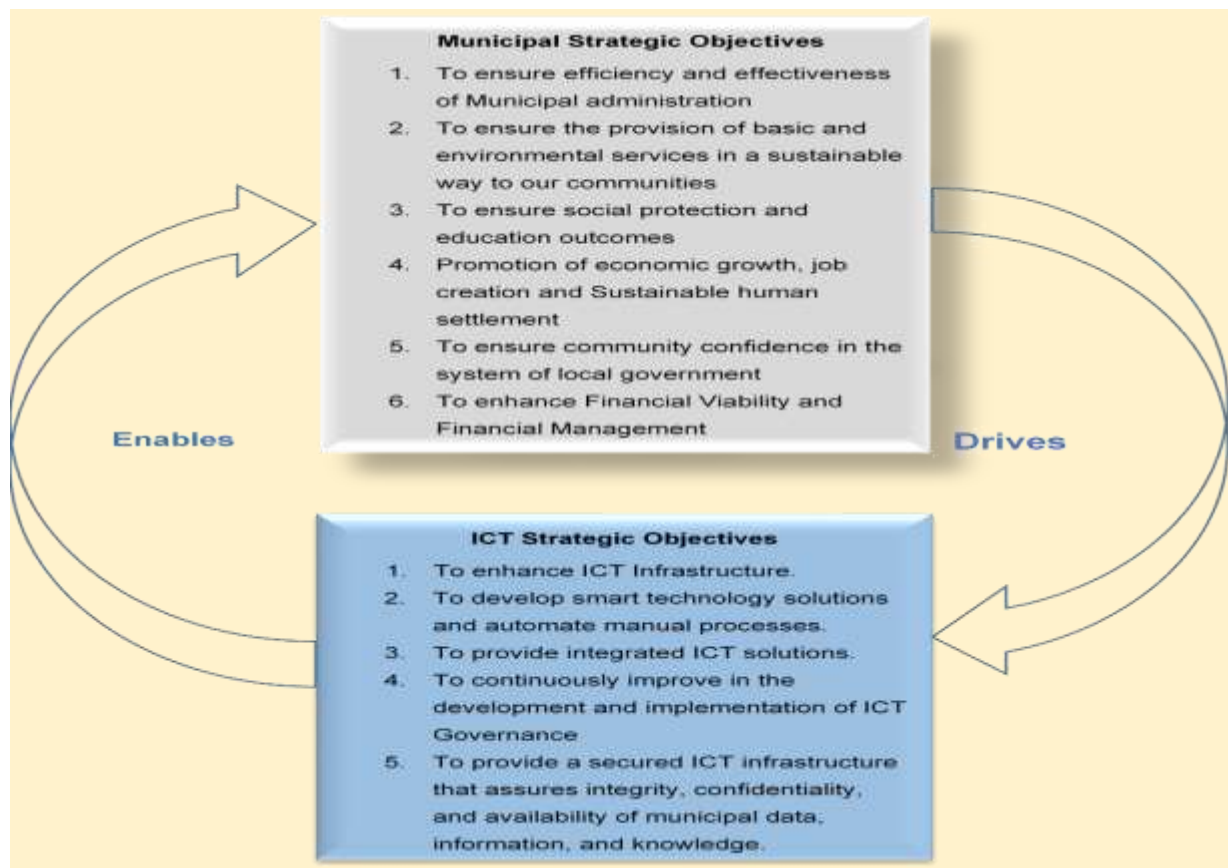 Municipal Strategic Objectives
1. To ensure efficiency and effectiveness
of Municipal administration
2. To ensure the provision of basic and
environmental services in a sustainable
way to our communities
3. To ensure social protection and
education outcomes
4. Promotion of economic growth, job
creation and Sustainable human
settlement
5. To ensure community confidence in the
system of local government
6. To enhance Financial Viability and
Financial Management
Enables
Drives
ICT Strategic Objectives
1. To enhance ICT Infrastructure.
2. To develop smart technology solutions
and automate manual processes.
3. To provide integrated ICT solutions.
4. To continuously improve in the
development and implementation of ICT
Governance
5. To provide a secured ICT infrastructure
that assures integrity, confidentiality,
and availability of municipal data,
information, and knowledge.